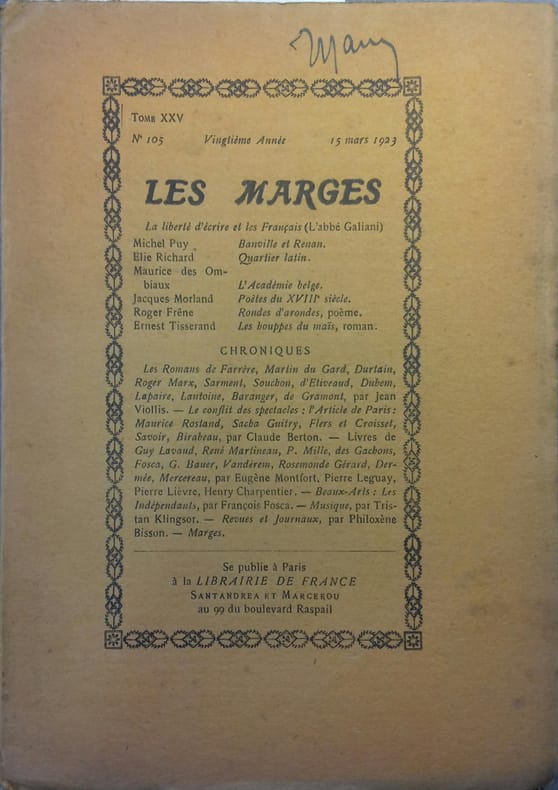 Tome XXV
N° 105 Vingtième Année 15 mars 1923
LES MARGES
La liberté d'écrire et les Français (L'abbé Galiani)
Michel Puy Banville et Renan.
Elie Richard Quartier latin.
Maurice des Om-
biaux L'Académie belge.
Jacques Morland Poètes du XVIIIe siècle.
Roger Frêne Rondes d'arondes, poème.
Ernest Tisserand Les houppes du maïs, roman.
CHRONIQUES
Les Romans de Farrère, Martin du Gard, Durtain,
Roger Marx, Sarment, Souchon, d'Etiveaud, Duhem,
Lapaire, Lantoine, Baranger, de Gramont, par Jean
Viollis. — Le conflit des spectacles : l'Article de Paris :
Maurice Rostand, Sacha Guitry, Flers et Croisset,
Savoir, Birabeau, par Claude Berton. — Livres de
Guy Lavaud, René Martineau, P. Mille, des Gachons,
Fosca, G. Bauer, Vandérem, Rosemonde Gérard, Der-
mée, Mercereau, par Eugène Montfort, Pierre Leguay,
Pierre Lièvre, Henry Charpentier. — Beaux-Arts : Les
Indépendants, par François Fosca. — Musique, par Tris-
tan Klingsor. — Revues et Journaux, par Philoxène
Bisson. — Marges.
Se publie à Paris
à la LIBRAIRIE DE FRANCE
Santandrea et Marcerou
au 99 du boulevard Raspail